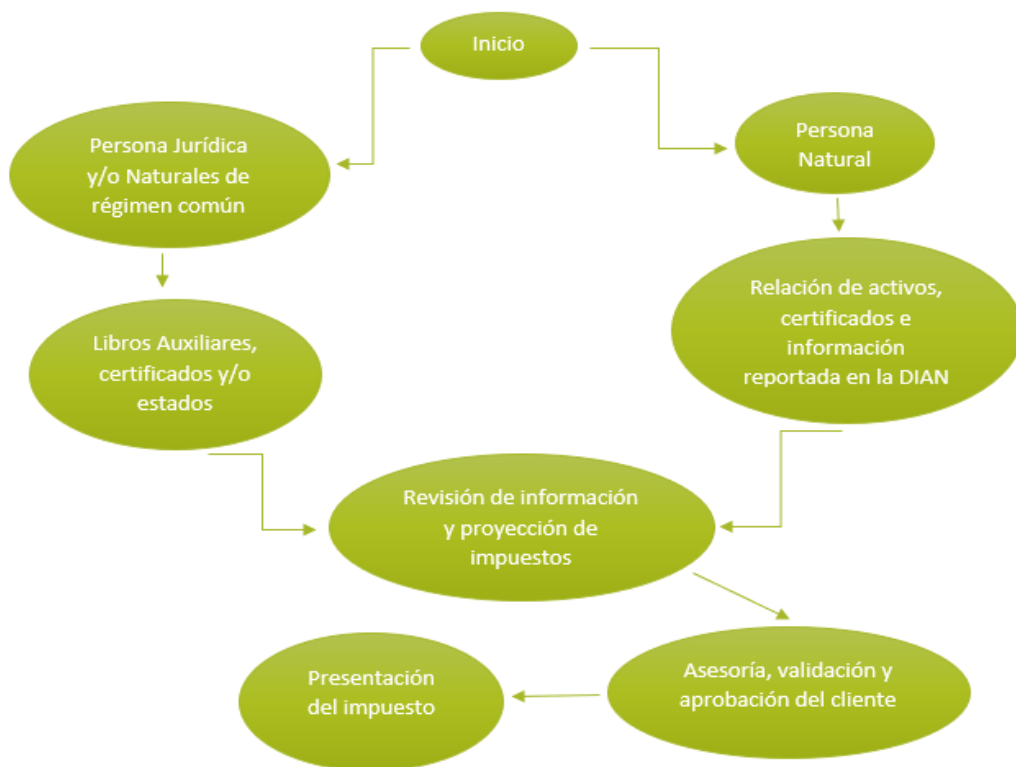 Inicio
Persona Jurídica
y/o Naturales de
régimen común
Persona
Natural
Libros Auxiliares,
certificados y/o
estados
Relación de activos,
certificados e
información
reportada en la DIAN
Revisión de información
y proyección de
impuestos
Asesoría, validación y
aprobación del cliente
Presentación
del impuesto